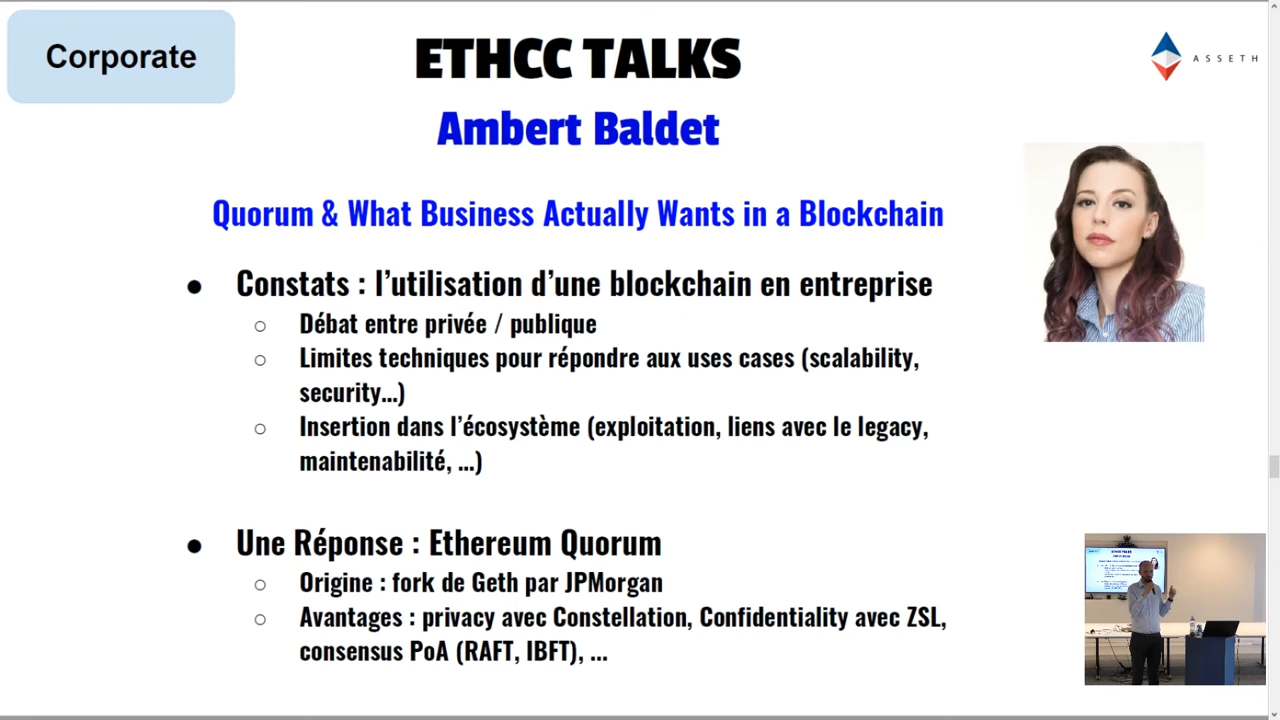 Corporate
ETHCC TALKS
ASSETH
Ambert Baldet
Quorum & What Business Actually Wants in a Blockchain
● Constats : l’utilisation d’une blockchain en entreprise
○ Débat entre privée / publique
○ Limites techniques pour répondre aux uses cases (scalability,
security...)
○ Insertion dans l’écosystème (exploitation, liens avec le legacy,
maintenabilité, ...)
● Une Réponse : Ethereum Quorum
○ Origine : fork de Geth par JPMorgan
○ Avantages : privacy avec Constellation, Confidentiality avec ZSL,
consensus PoA (RAFT, IBFT), ...